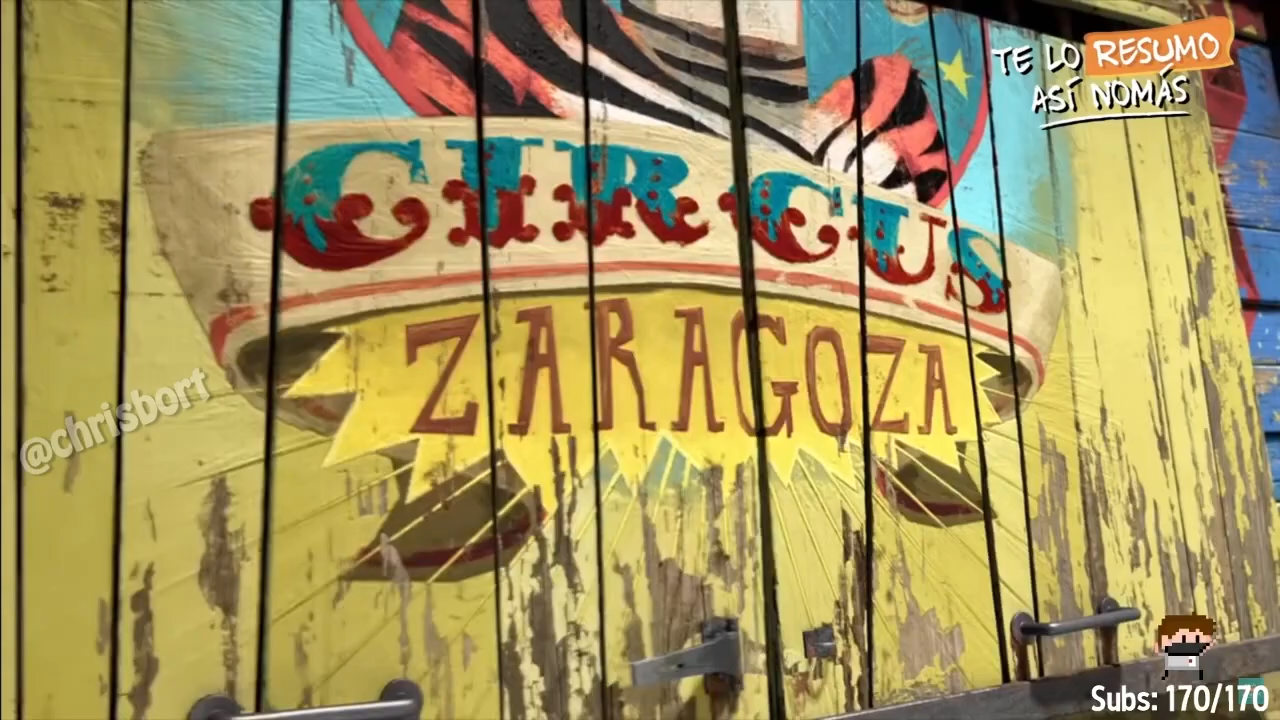 TE LO RESUMO
ASÍ NOMÁS
CIRCUS
ZARAGOZA
@chrisbort
Subs: 170/170